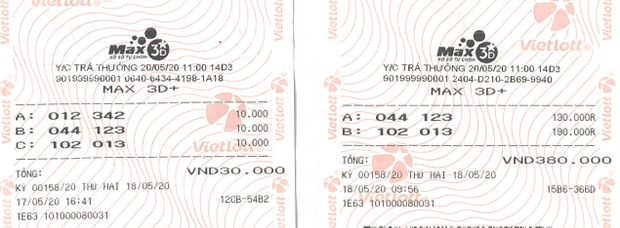 Vietlott
Max 3D
XỔ SỐ TỰ CHỌN
Y/C TRẢ THƯỞNG 20/05/20 11:00 14D3
901999990001 0640-6434-4198-1A18
MAX 3D+
A: 012 342 10.000
B: 044 123 10.000
C: 102 013 10.000
TỔNG: VND30.000
KỲ 00158/20 THỨ HAI 18/05/20
17/05/20 16:41 12CB-54B2
1E63 101000080031
Vietlott
Max 3D
XỔ SỐ TỰ CHỌN
Y/C TRẢ THƯỞNG 20/05/20 11:00 14D3
901999990001 2404-D210-2B69-9940
MAX 3D+
A: 044 123 130.000R
B: 102 013 190.000R
TỔNG: VND380.000
KỲ 00158/20 THỨ HAI 18/05/20
18/05/20 09:56 15B6-366D
1E63 101000080031